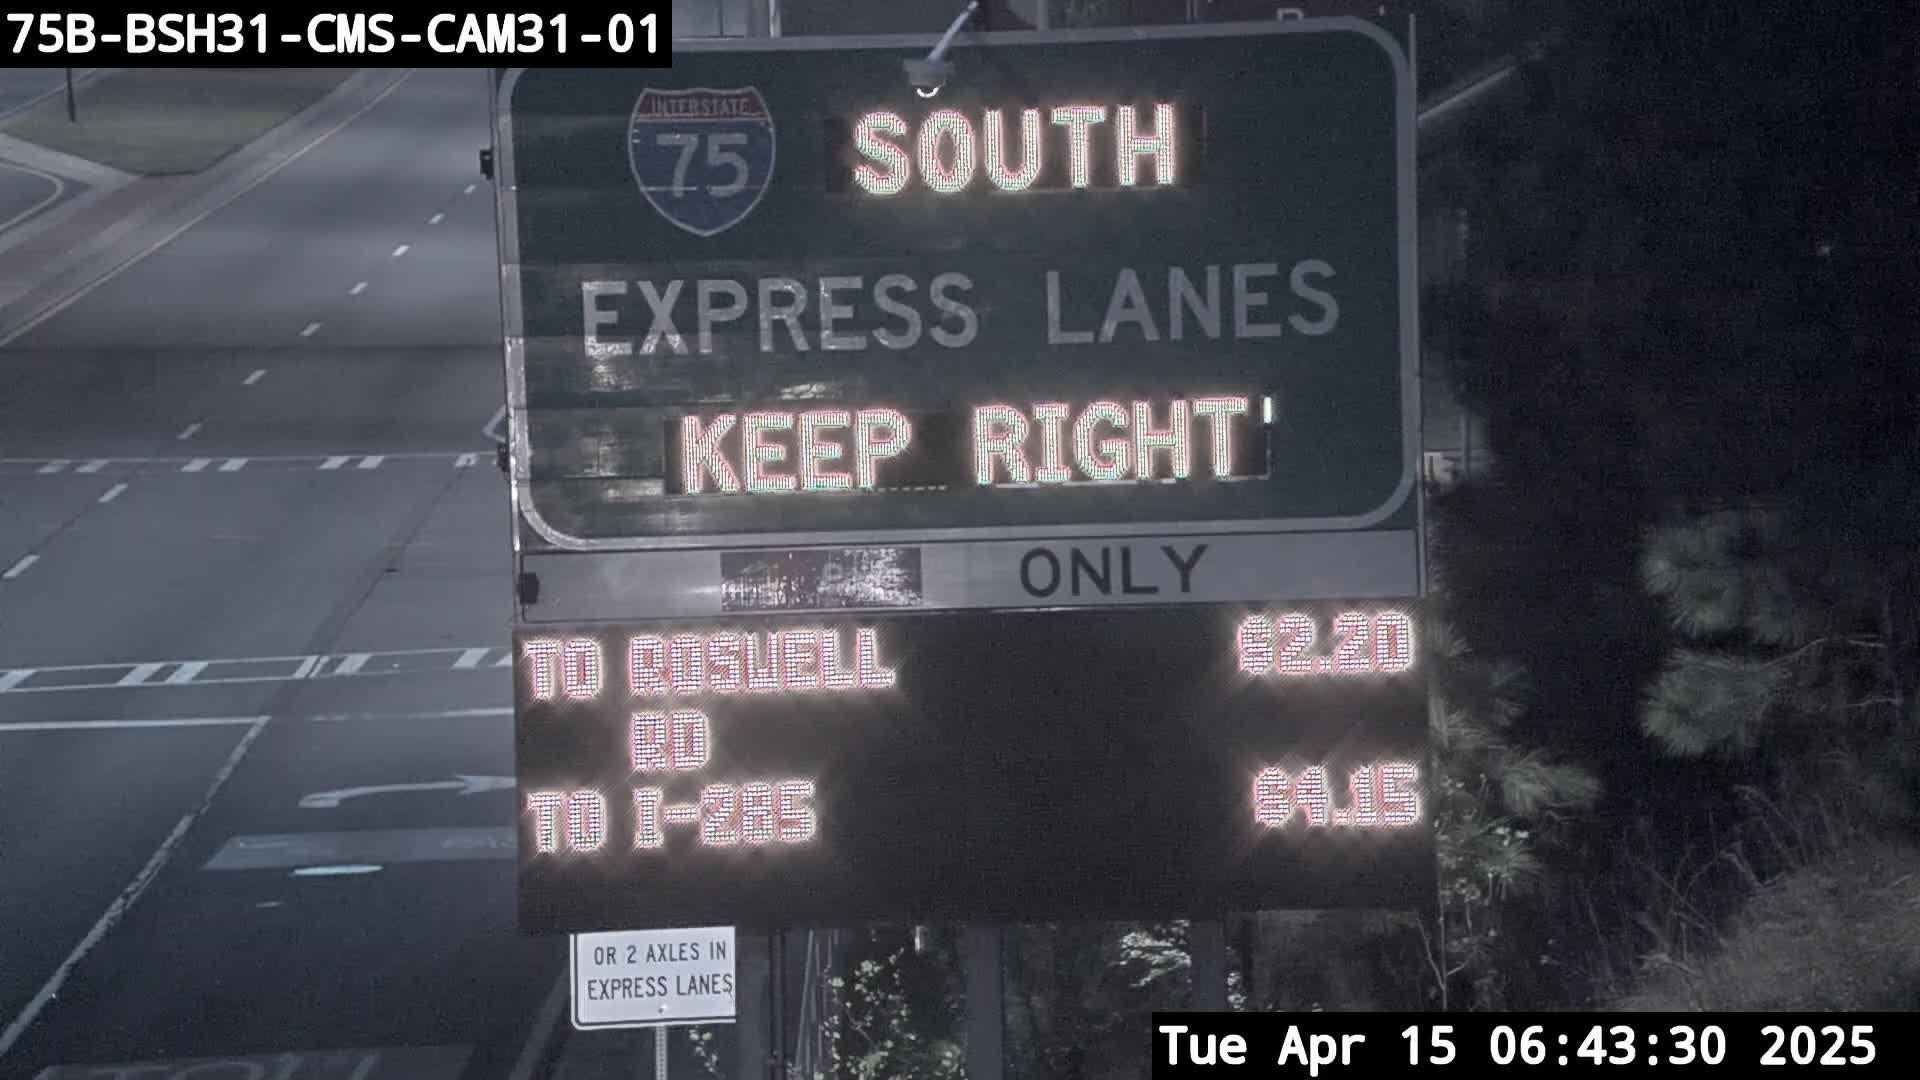 75B-BSH31-CMS-CAM31-01
INTERSTATE
75
SOUTH
EXPRESS LANES
KEEP RIGHT
ONLY
TO ROSWELL
$2.20
RD
TO I-285
$4.15
OR 2 AXLES IN
EXPRESS LANES
Tue Apr 15 06:43:30 2025